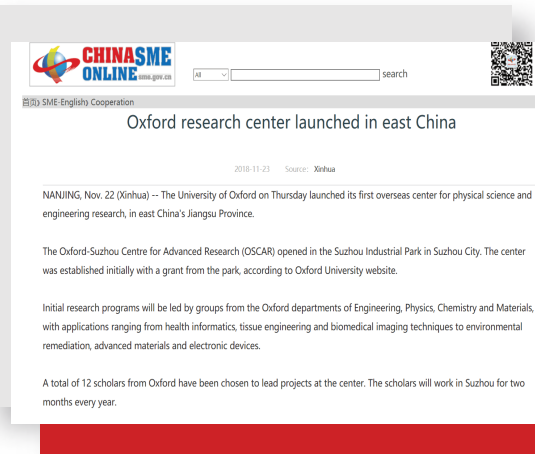 CHINASME
ONLINE sme.gov.cn
All
search
首页› SME-English› Cooperation
Oxford research center launched in east China
2018-11-23 Source: Xinhua
NANJING, Nov. 22 (Xinhua) -- The University of Oxford on Thursday launched its first overseas center for physical science and
engineering research, in east China's Jiangsu Province.
The Oxford-Suzhou Centre for Advanced Research (OSCAR) opened in the Suzhou Industrial Park in Suzhou City. The center
was established initially with a grant from the park, according to Oxford University website.
Initial research programs will be led by groups from the Oxford departments of Engineering, Physics, Chemistry and Materials,
with applications ranging from health informatics, tissue engineering and biomedical imaging techniques to environmental
remediation, advanced materials and electronic devices.
A total of 12 scholars from Oxford have been chosen to lead projects at the center. The scholars will work in Suzhou for two
months every year.